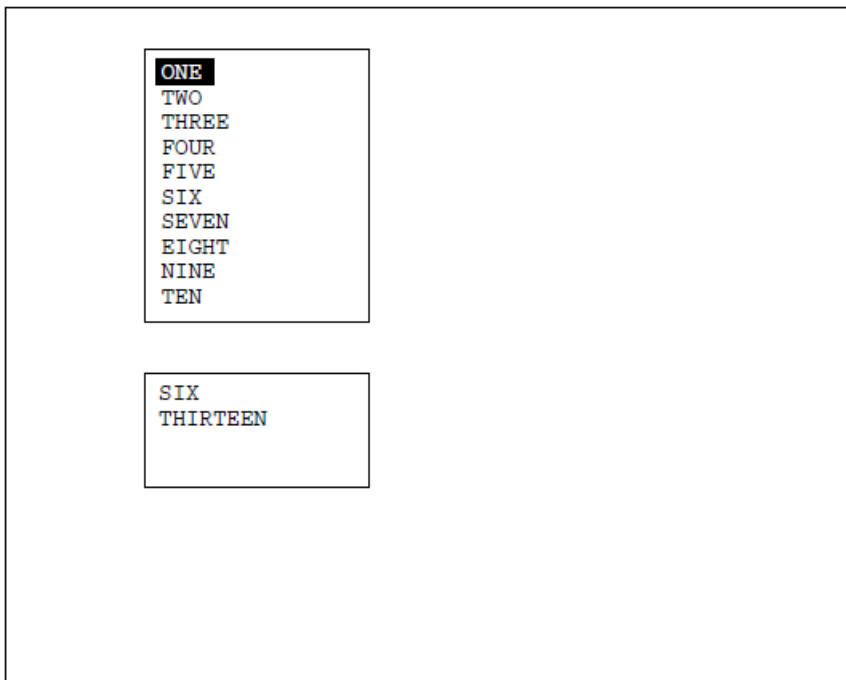 ONE
TWO
THREE
FOUR
FIVE
SIX
SEVEN
EIGHT
NINE
TEN
SIX
THIRTEEN